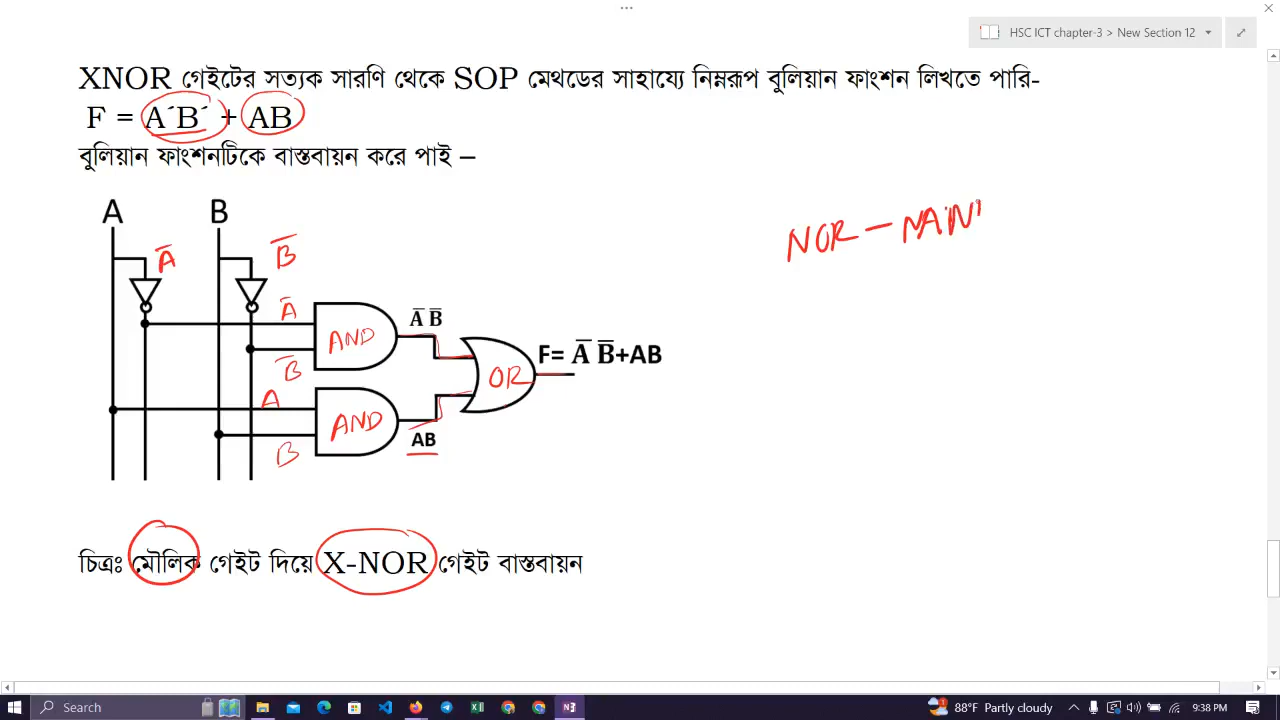 HSC ICT chapter-3 > New Section 12
XNOR গেইটের সত্যক সারণি থেকে SOP মেথডের সাহায্যে নিম্নরূপ বুলিয়ান ফাংশন লিখতে পারি-
F = A´B´ + AB
বুলিয়ান ফাংশনটিকে বাস্তবায়ন করে পাই –
A B
NOR – NAN
A̅ B̅
A̅ AND A̅ B̅
B̅
OR F= A̅ B̅+AB
A AND
B AB
চিত্রঃ মৌলিক গেইট দিয়ে X-NOR গেইট বাস্তবায়ন
Search 88°F Partly cloudy 9:38 PM